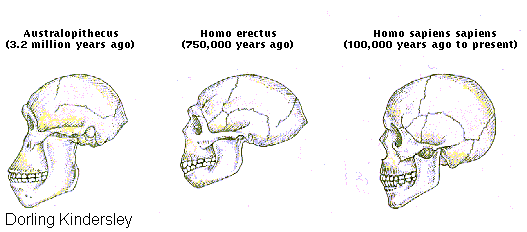 Australopithecus
(3.2 million years ago)
Homo erectus
(750,000 years ago)
Homo sapiens sapiens
(100,000 years ago to present)
Dorling Kindersley